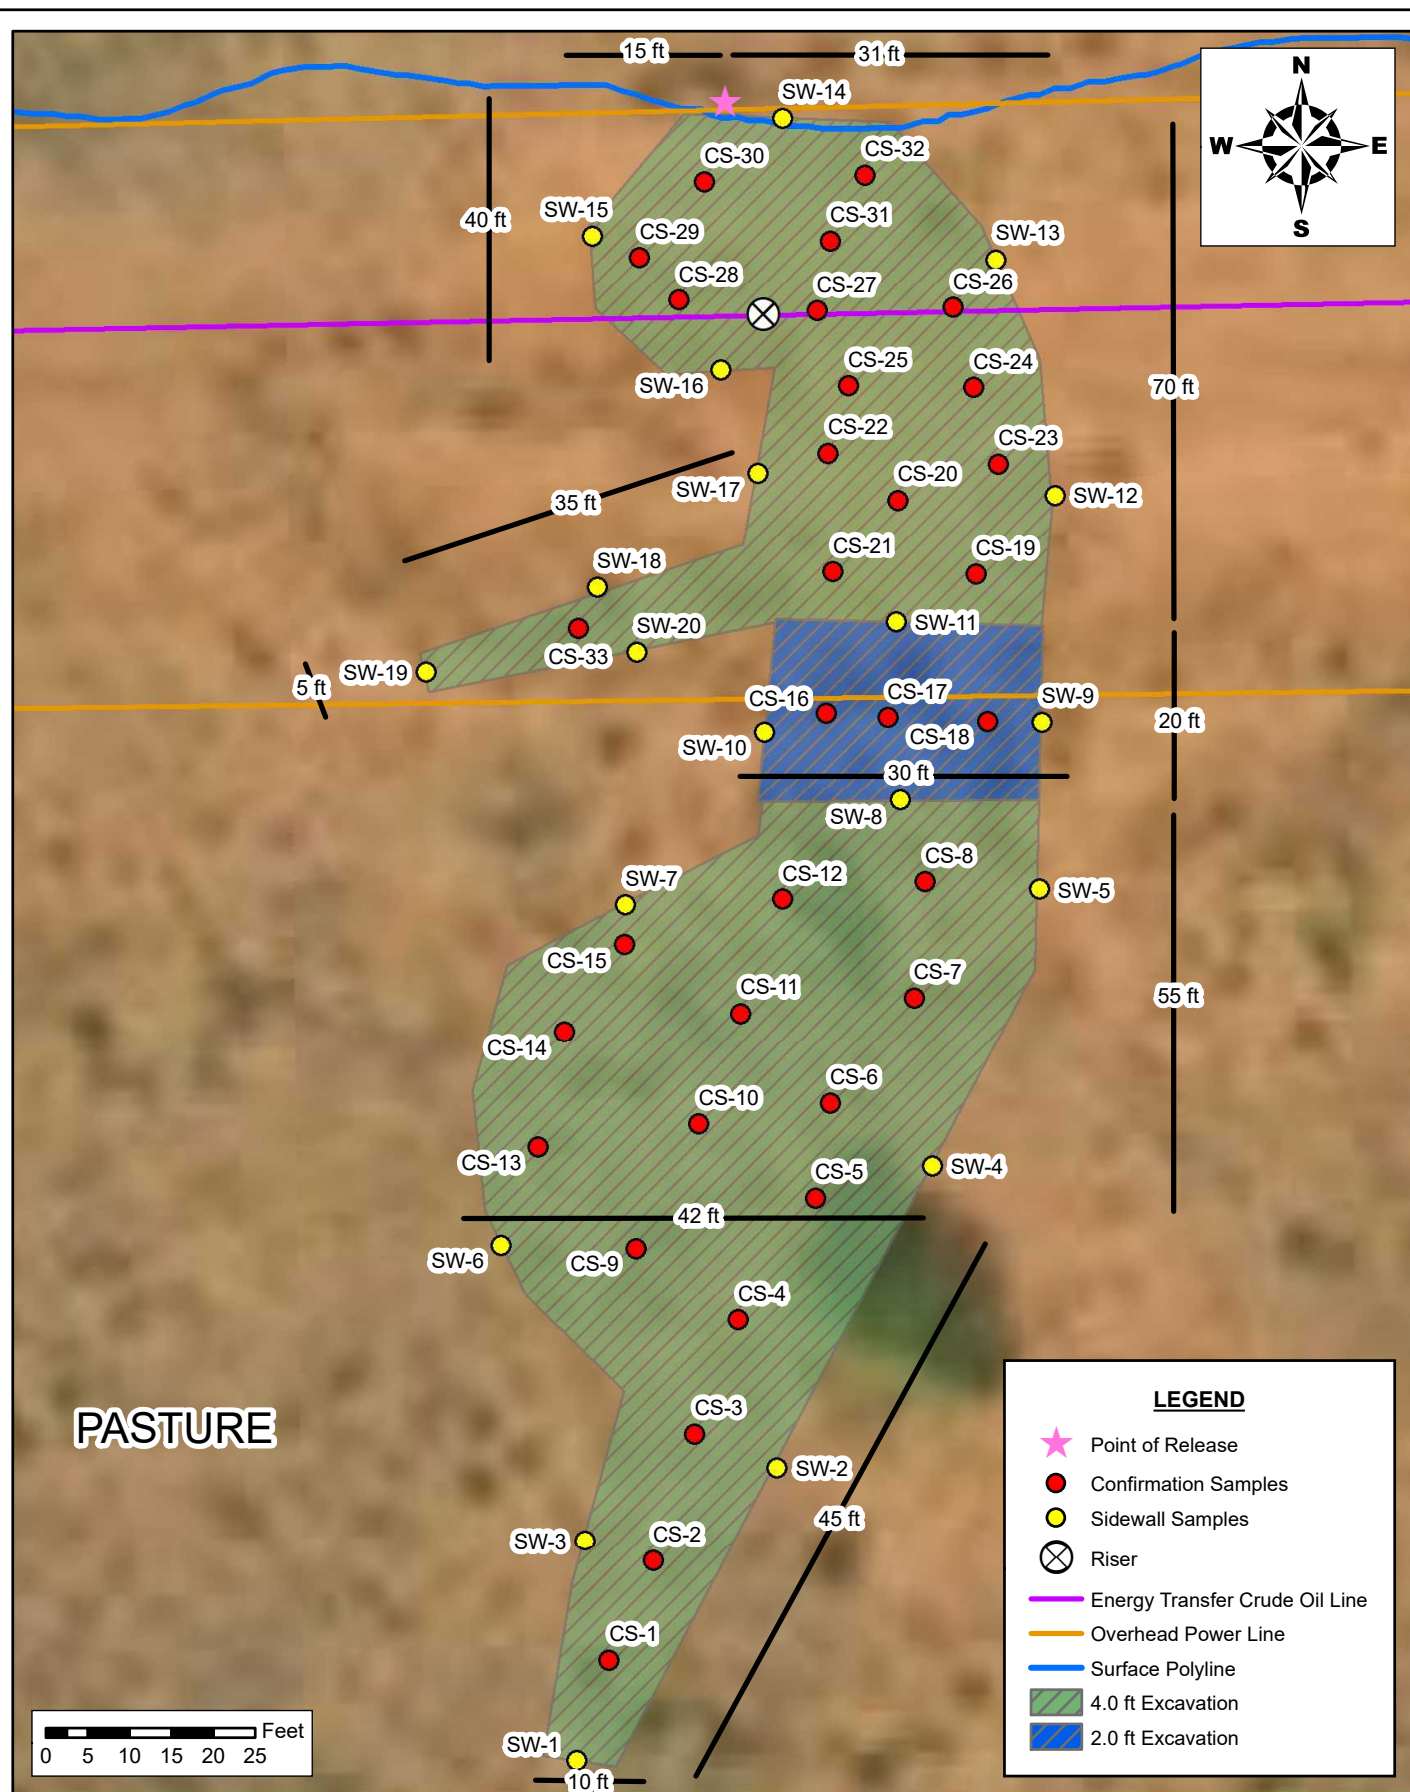 15 ft
31 ft
N
W E
S
SW-14
CS-30
CS-32
SW-15
40 ft
CS-31
CS-29
SW-13
CS-28
CS-27
CS-26
CS-25
CS-24
SW-16
70 ft
CS-22
CS-23
SW-17
CS-20
SW-12
35 ft
CS-21
CS-19
SW-18
SW-11
SW-20
CS-33
SW-19
5 ft
CS-16
CS-17
SW-9
20 ft
CS-18
SW-10
30 ft
SW-8
CS-8
CS-12
SW-7
SW-5
CS-15
CS-7
CS-11
55 ft
CS-14
CS-6
CS-10
CS-13
SW-4
CS-5
42 ft
SW-6
CS-9
CS-4
PASTURE
CS-3
SW-2
45 ft
SW-3
CS-2
CS-1
SW-1
10 ft
LEGEND
Point of Release
Confirmation Samples
Sidewall Samples
Riser
Energy Transfer Crude Oil Line
Overhead Power Line
Surface Polyline
4.0 ft Excavation
2.0 ft Excavation
Feet
0 5 10 15 20 25